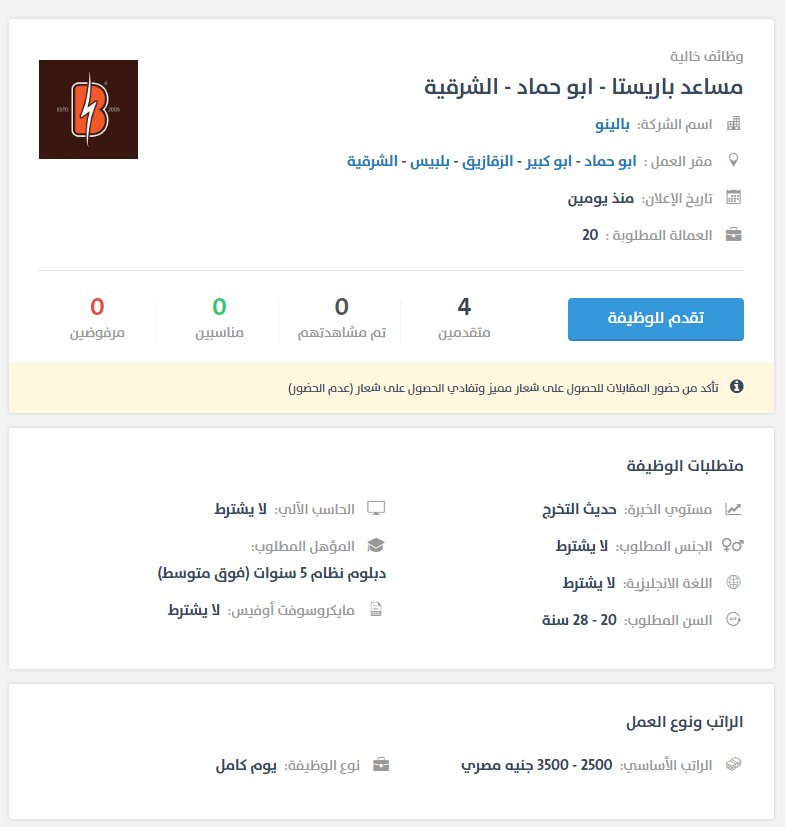 وظائف خالية
مساعد باريستا - ابو حماد - الشرقية
اسم الشركة: بالينو
مقر العمل : ابو حماد - ابو كبير - الزقازيق - بلبيس - الشرقية
تاريخ الإعلان: منذ يومين
العمالة المطلوبة : 20
B
ESTD. 2005
تقدم للوظيفة
4
متقدمين
0
تم مشاهدتهم
0
مناسبين
0
مرفوضين
تأكد من حضور المقابلات للحصول على شعار مميز وتفادي الحصول على شعار (عدم الحضور)
متطلبات الوظيفة
مستوي الخبرة: حديث التخرج
الجنس المطلوب: لا يشترط
اللغة الانجليزية: لا يشترط
السن المطلوب: 20 - 28 سنة
الحاسب الآلي: لا يشترط
المؤهل المطلوب:
دبلوم نظام 5 سنوات (فوق متوسط)
مايكروسوفت أوفيس: لا يشترط
الراتب ونوع العمل
الراتب الأساسي: 2500 - 3500 جنيه مصري
نوع الوظيفة: يوم كامل